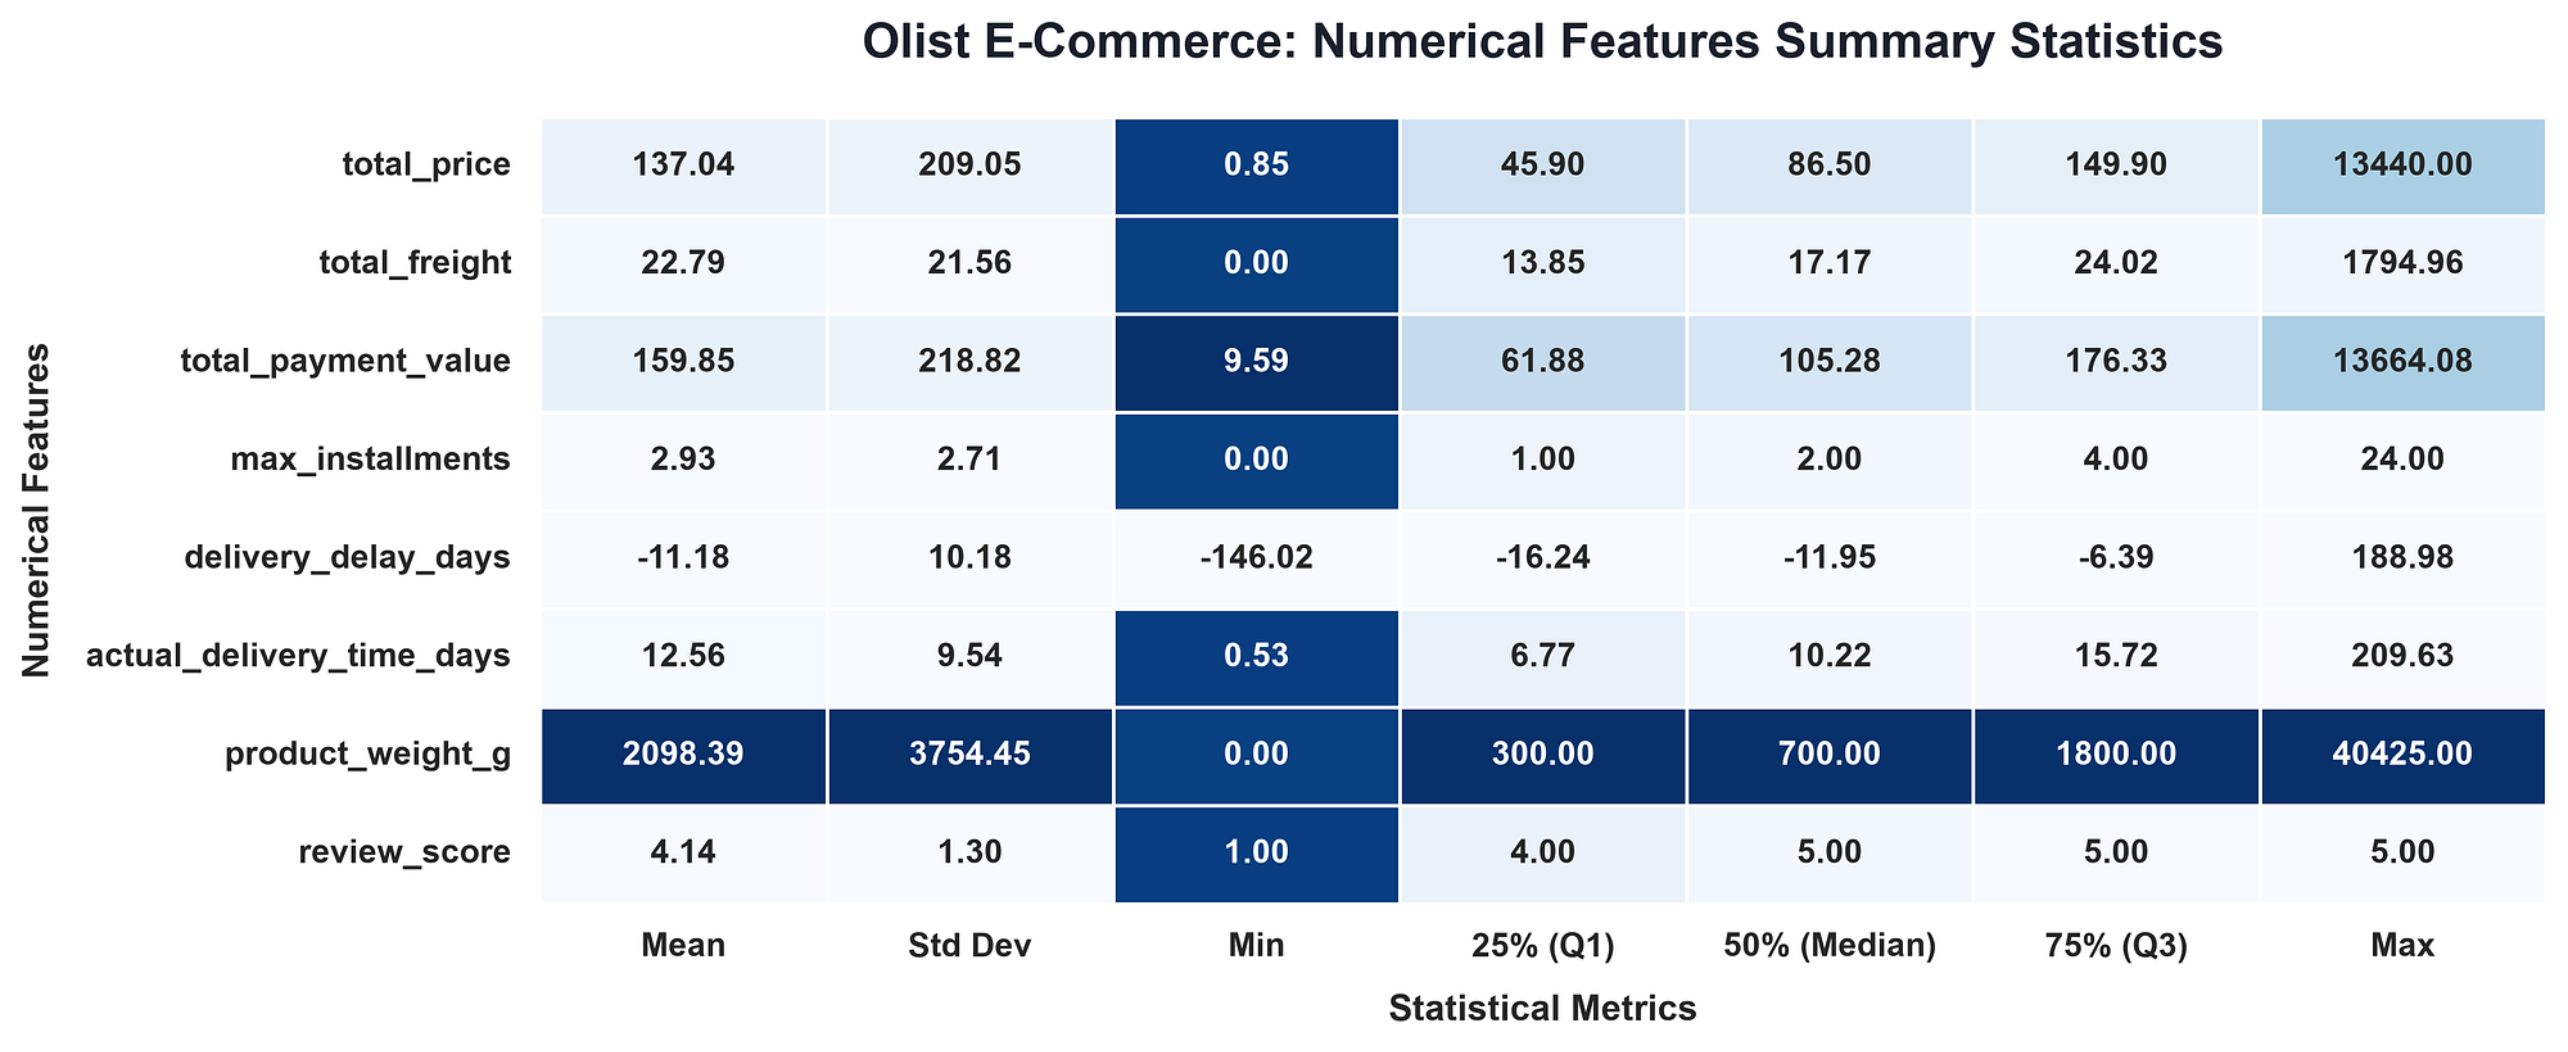 Olist E-Commerce: Numerical Features Summary Statistics
Numerical Features
total_price 137.04 209.05 0.85 45.90 86.50 149.90 13440.00
total_freight 22.79 21.56 0.00 13.85 17.17 24.02 1794.96
total_payment_value 159.85 218.82 9.59 61.88 105.28 176.33 13664.08
max_installments 2.93 2.71 0.00 1.00 2.00 4.00 24.00
delivery_delay_days -11.18 10.18 -146.02 -16.24 -11.95 -6.39 188.98
actual_delivery_time_days 12.56 9.54 0.53 6.77 10.22 15.72 209.63
product_weight_g 2098.39 3754.45 0.00 300.00 700.00 1800.00 40425.00
review_score 4.14 1.30 1.00 4.00 5.00 5.00 5.00
Mean Std Dev Min 25% (Q1) 50% (Median) 75% (Q3) Max
Statistical Metrics